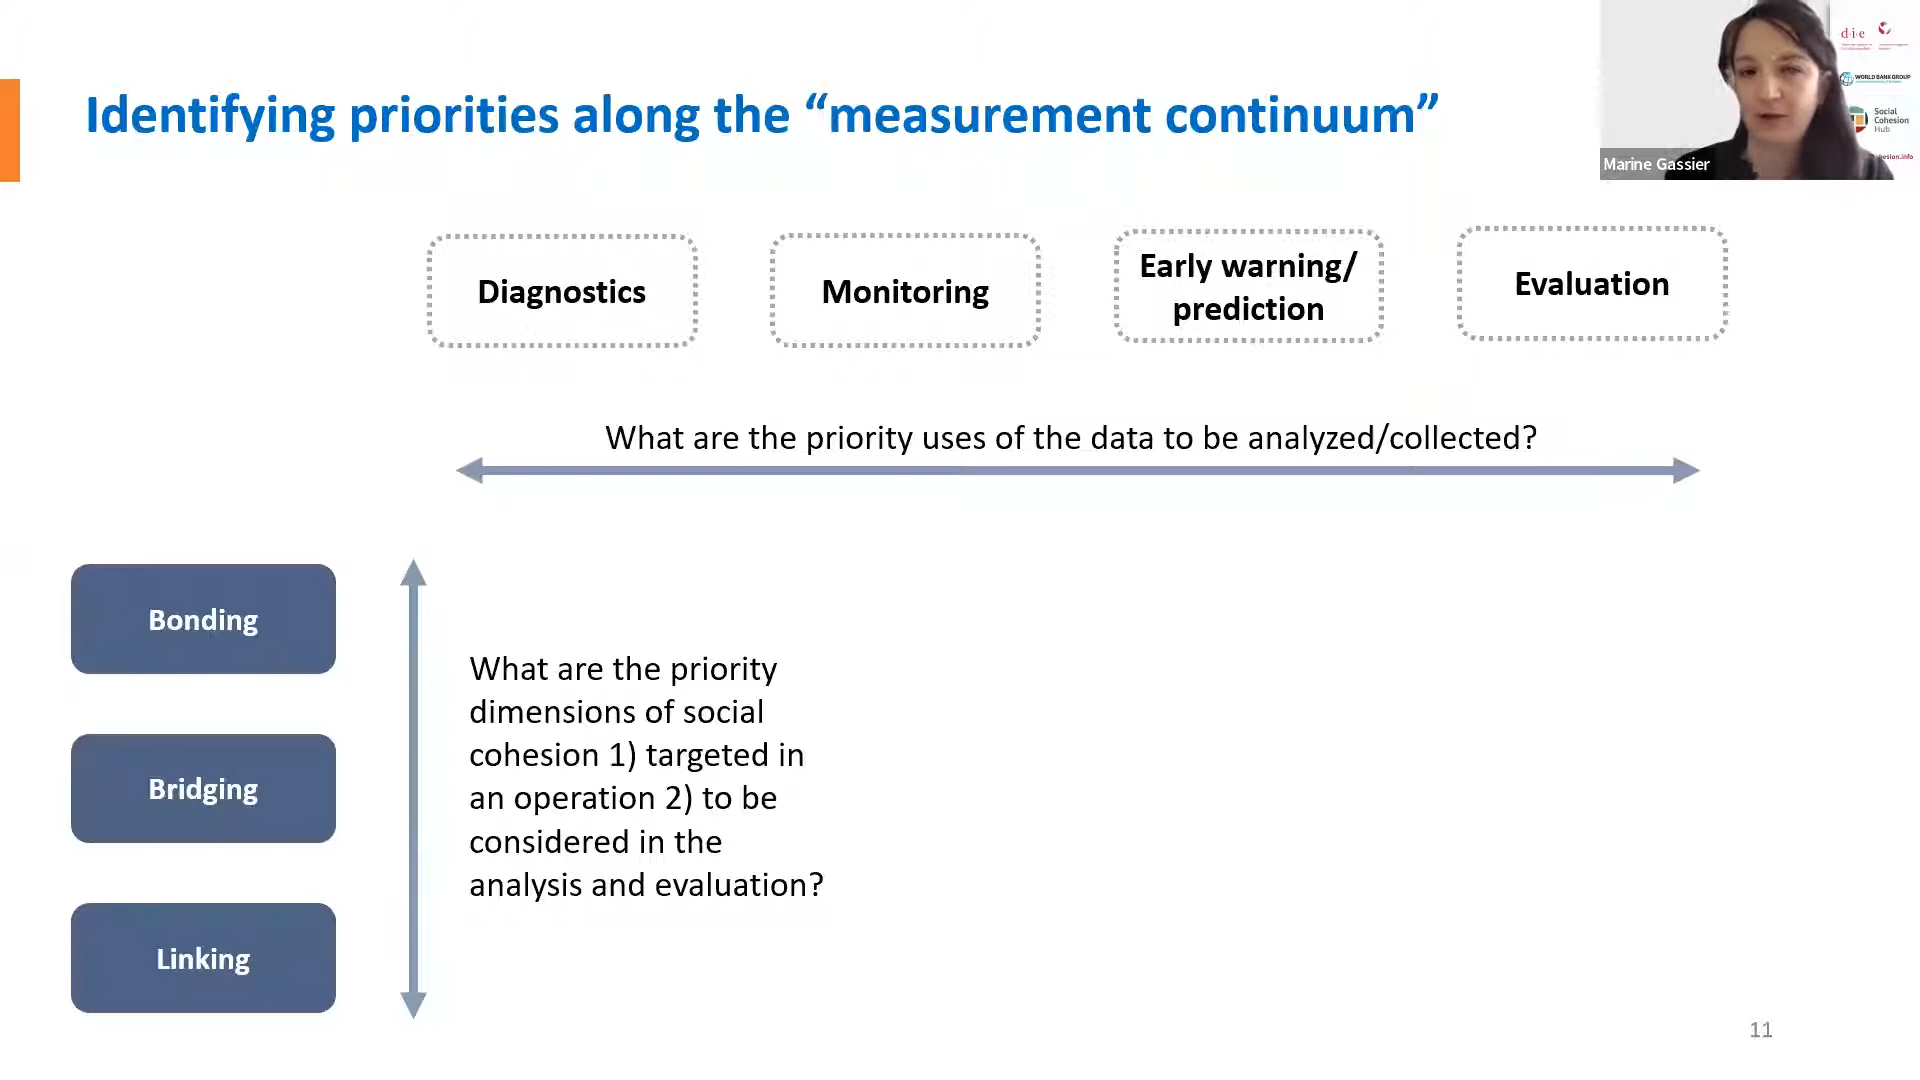 Identifying priorities along the “measurement continuum”
d·i·e
WORLD BANK GROUP
Social
Cohesion
Hub
hesion.info
Marine Gassier
Diagnostics
Monitoring
Early warning/
prediction
Evaluation
What are the priority uses of the data to be analyzed/collected?
Bonding
Bridging
Linking
What are the priority
dimensions of social
cohesion 1) targeted in
an operation 2) to be
considered in the
analysis and evaluation?
11